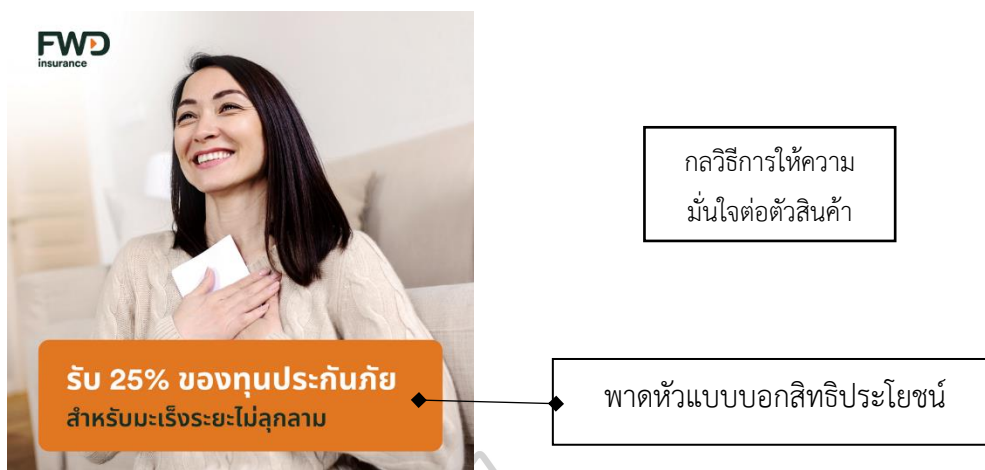 FWD
insurance
กลวิธีการให้ความ
มั่นใจต่อตัวสินค้า
รับ 25% ของทุนประกันภัย
สำหรับมะเร็งระยะไม่ลุกลาม
พาดหัวแบบบอกสิทธิประโยชน์